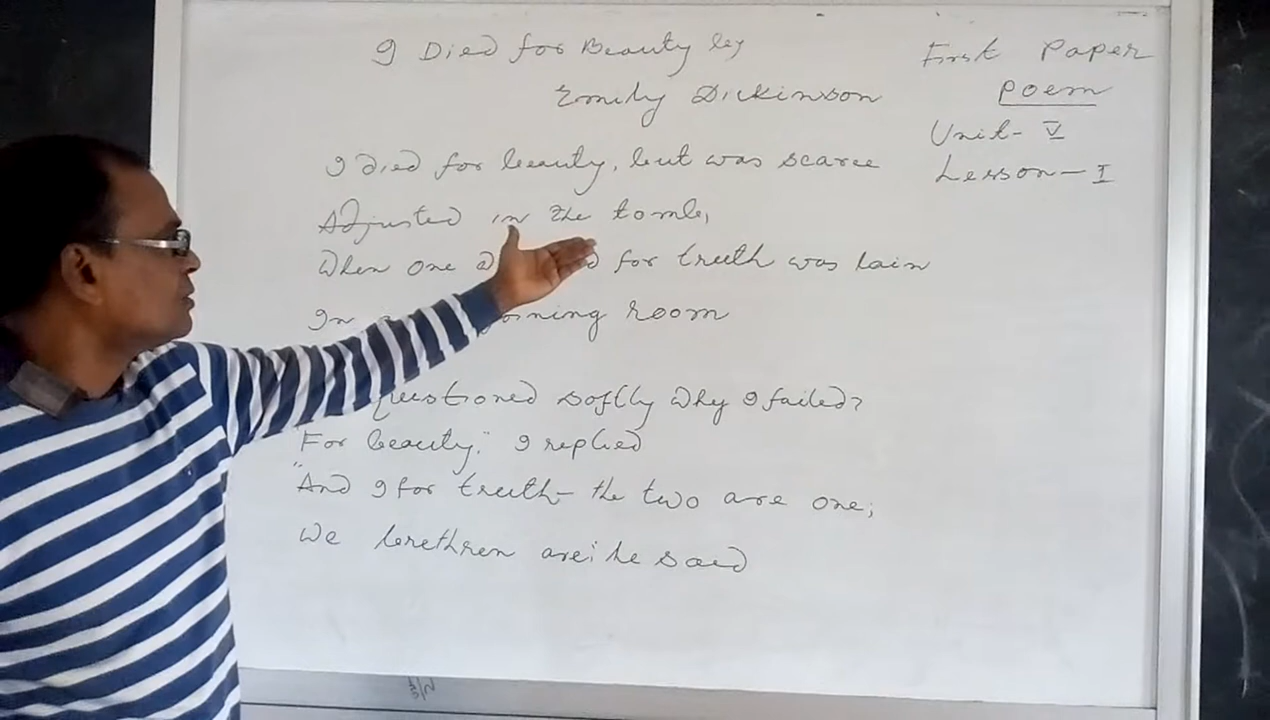 I Died for Beauty by
Emily Dickinson
First Paper
Poem
Unit - V
Lesson - I
I died for beauty, but was scarce
Adjusted in the tomb,
When one for truth was lain
In room
questioned softly why I failed?
"For beauty," I replied
"And I for truth - the two are one;
We brethren are", he said